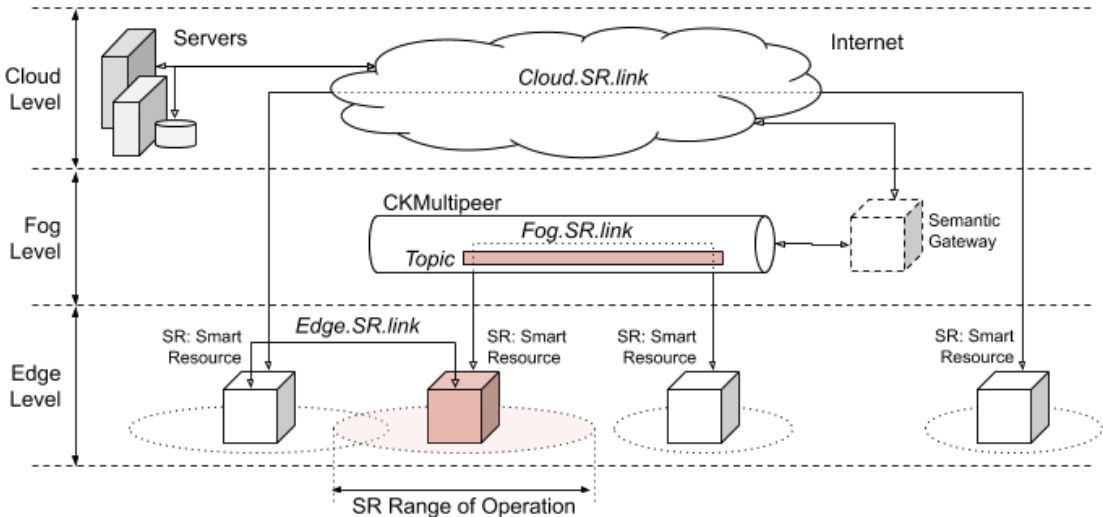 Servers
Internet
Cloud
Level
Cloud.SR.link
CKMultipeer
Fog
Level
Fog.SR.link
Topic
Semantic
Gateway
Edge.SR.link
SR: Smart
Resource
SR: Smart
Resource
SR: Smart
Resource
SR: Smart
Resource
Edge
Level
SR Range of Operation